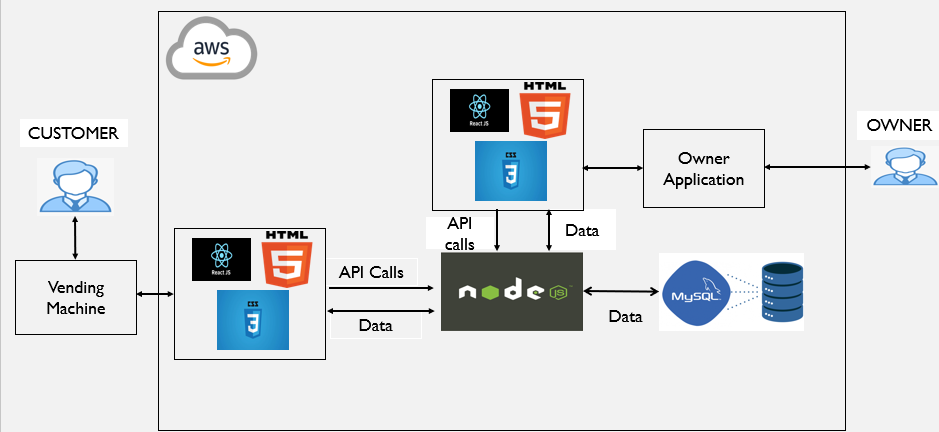 aws
HTML
5
React JS
CSS
3
CUSTOMER
OWNER
Owner
Application
API
calls
Data
HTML
5
React JS
CSS
3
API Calls
Data
Vending
Machine
node
JS
MySQL
Data